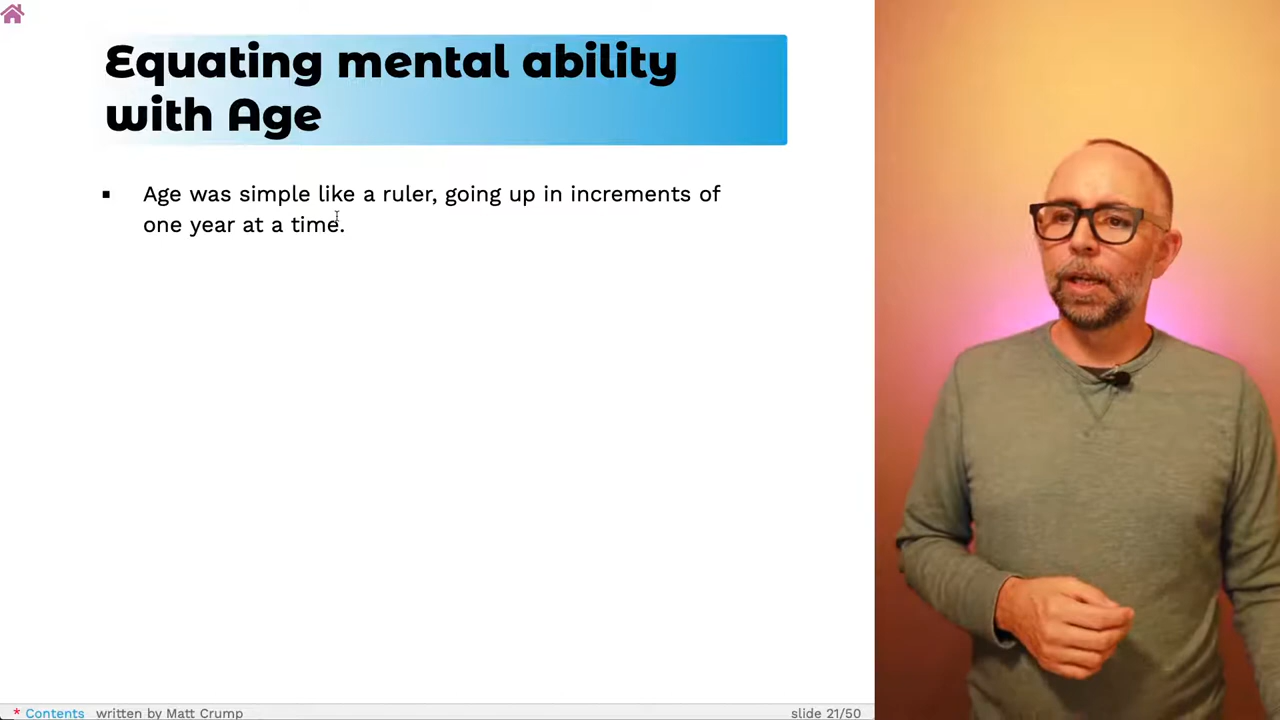 Equating mental ability
with Age
▪ Age was simple like a ruler, going up in increments of
one year at a time.
* Contents written by Matt Crump slide 21/50